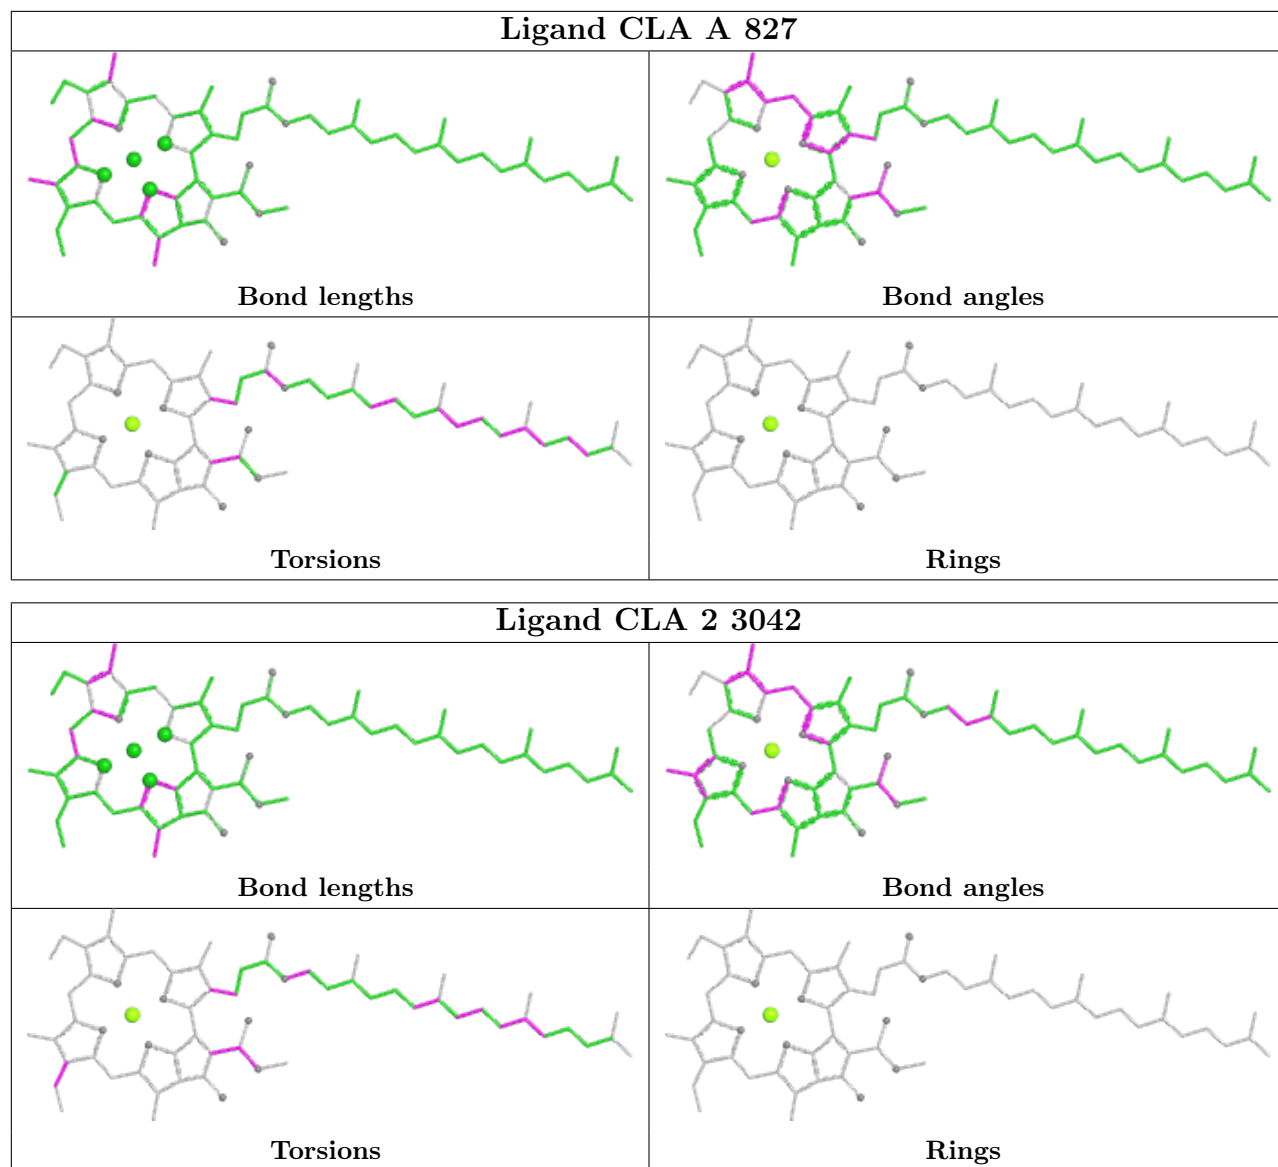 Ligand CLA A 827
Bond lengths
Bond angles
Torsions
Rings
Ligand CLA 2 3042
Bond lengths
Bond angles
Torsions
Rings